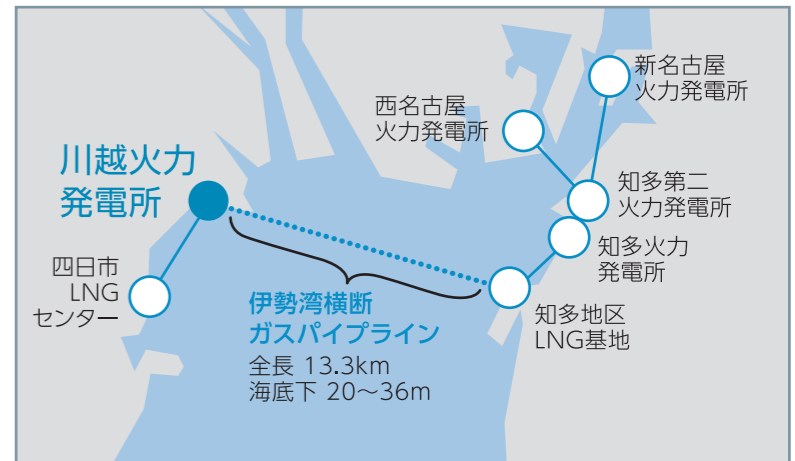 新名古屋
火力発電所
西名古屋
火力発電所
川越火力
発電所
知多第二
火力発電所
知多火力
発電所
四日市
LNG
センター
伊勢湾横断
ガスパイプライン
全長 13.3km
海底下 20〜36m
知多地区
LNG基地